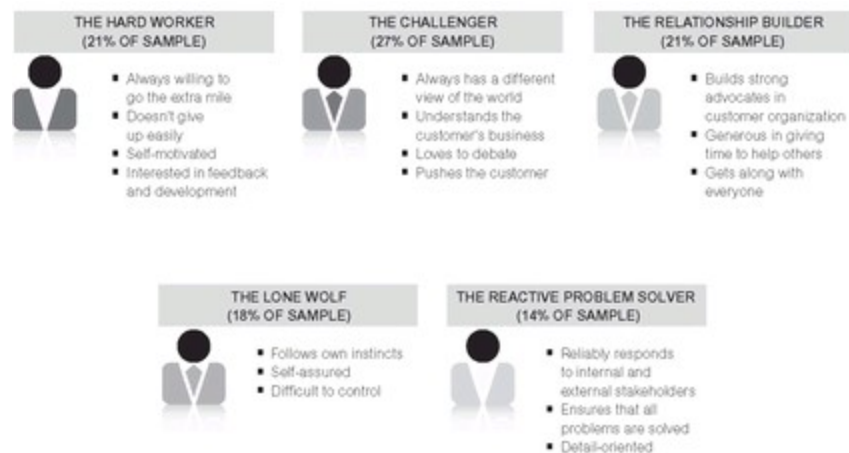 THE HARD WORKER
(21% OF SAMPLE)
▪ Always willing to
go the extra mile
▪ Doesn't give
up easily
▪ Self-motivated
▪ Interested in feedback
and development
THE CHALLENGER
(27% OF SAMPLE)
▪ Always has a different
view of the world
▪ Understands the
customer's business
▪ Loves to debate
▪ Pushes the customer
THE RELATIONSHIP BUILDER
(21% OF SAMPLE)
▪ Builds strong
advocates in
customer organization
▪ Generous in giving
time to help others
▪ Gets along with
everyone
THE LONE WOLF
(18% OF SAMPLE)
▪ Follows own instincts
▪ Self-assured
▪ Difficult to control
THE REACTIVE PROBLEM SOLVER
(14% OF SAMPLE)
▪ Reliably responds
to internal and
external stakeholders
▪ Ensures that all
problems are solved
▪ Detail-oriented